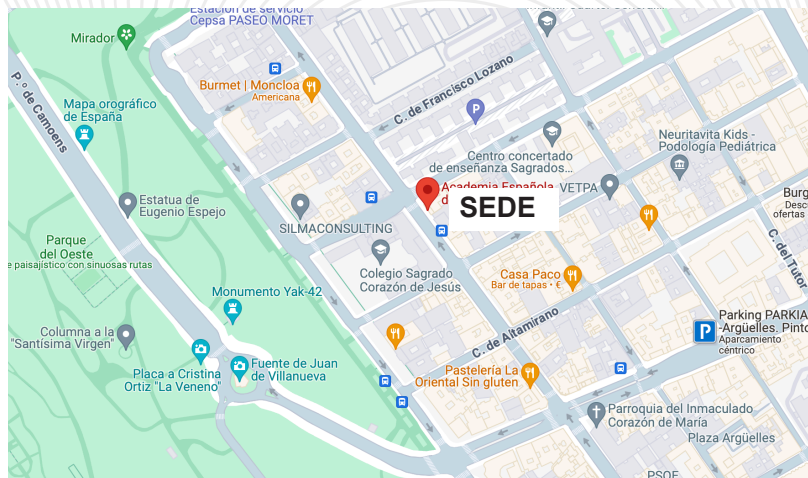 Estación de servicio
Cepsa PASEO MORET
Mirador
Burmet | Moncloa
Americana
P.º de Camoens
C. de Francisco Lozano
Mapa orográfico
de España
P
Centro concertado
de enseñanza Sagrados...
Neuritavita Kids -
Podología Pediátrica
Estatua de
Eugenio Espejo
Academia Española
d
SEDE
VETPA
Burg
Descu
ofertas
SILMACONSULTING
Parque
del Oeste
e paisajístico con sinuosas rutas
Colegio Sagrado
Corazón de Jesús
C. del Tutor
Casa Paco
Bar de tapas • €
Monumento Yak-42
Columna a la
"Santísima Virgen"
C. de Altamirano
P
Parking PARKIA
-Argüelles. Pinto
Aparcamiento
céntrico
Placa a Cristina
Ortiz "La Veneno"
Fuente de Juan
de Villanueva
Pastelería La
Oriental Sin gluten
Parroquia del Inmaculado
Corazón de María
Plaza Argüelles
PSOE